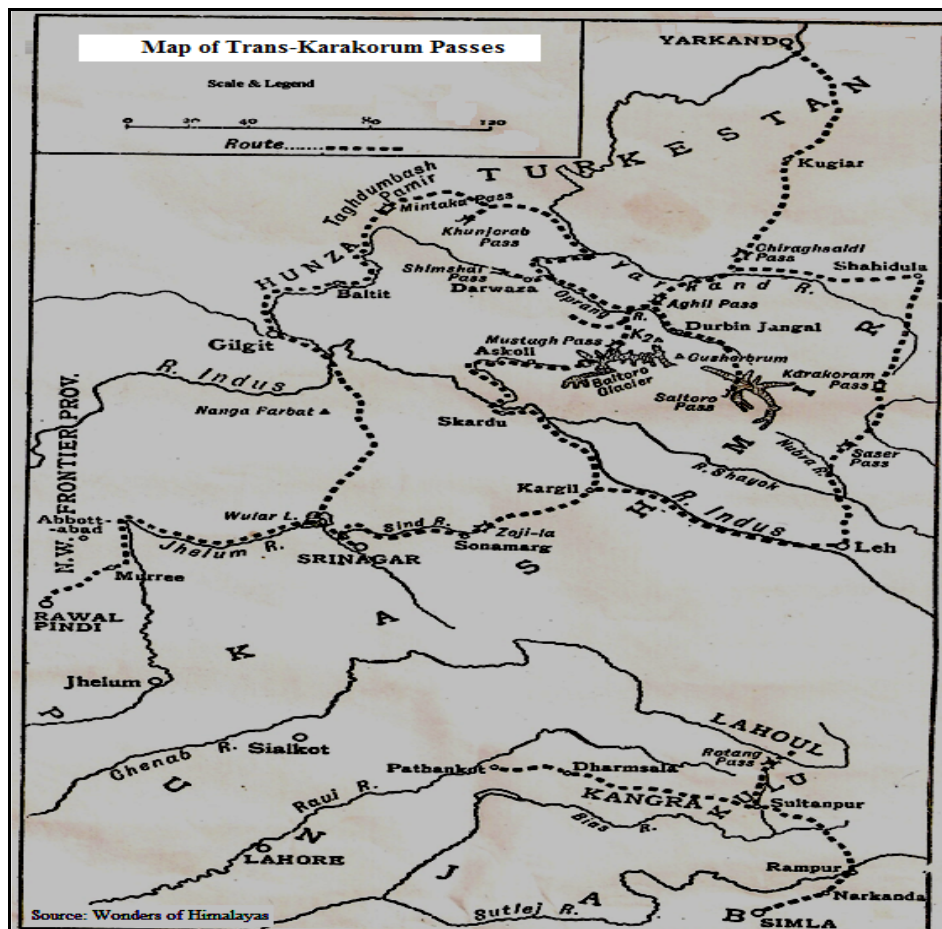 Map of Trans-Karakorum Passes
Scale & Legend
0 20 40 80 120
Route......
YARKAND
TURKESTAN
Kugiar
Taghdumbash
Pamir
Mintaka Pass
Khunjorab
Pass
Chiraghsaldi
Pass
Shahidula
HUNZA
Shimshal
Pass
Darwaza
Yarkand R.
Baltit
Oprang R.
Aghil Pass
Durbin Jangal
Gilgit
Mustagh Pass
K2
Askoli
Gusherbrum
Baltoro
Glacier
Karakoram
Pass
R. Indus
Saltoro
Pass
Nanga Farbat
Skardu
Nubra R.
Saser
Pass
R. Shayok
N.W. FRONTIER PROV.
Kargil
R. Indus
Abbott-
-abad
Wular L.
Sind R.
Zoji-la
Jhelum R.
Sonamarg
Leh
SRINAGAR
Murree
RAWAL
PINDI
KASHMIR
Jhelum
LAHOUL
Chenab R.
Sialkot
Rotang
Pass
Pathankot
Dharmsala
KULU
KANGRA
Sultanpur
Ravi R.
Bias R.
LAHORE
Rampur
PUNJAB
Narkanda
Sutlej R.
SIMLA
Source: Wonders of Himalayas